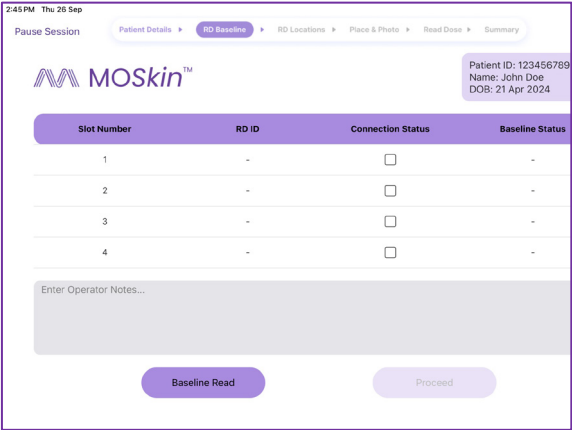 2:45 PM Thu 26 Sep
Pause Session
Patient Details ▸ RD Baseline ▸ RD Locations ▸ Place & Photo ▸ Read Dose ▸ Summary
MOSkin™
Patient ID: 123456789
Name: John Doe
DOB: 21 Apr 2024
Slot Number RD ID Connection Status Baseline Status
1 - -
2 - -
3 - -
4 - -
Enter Operator Notes...
Baseline Read Proceed